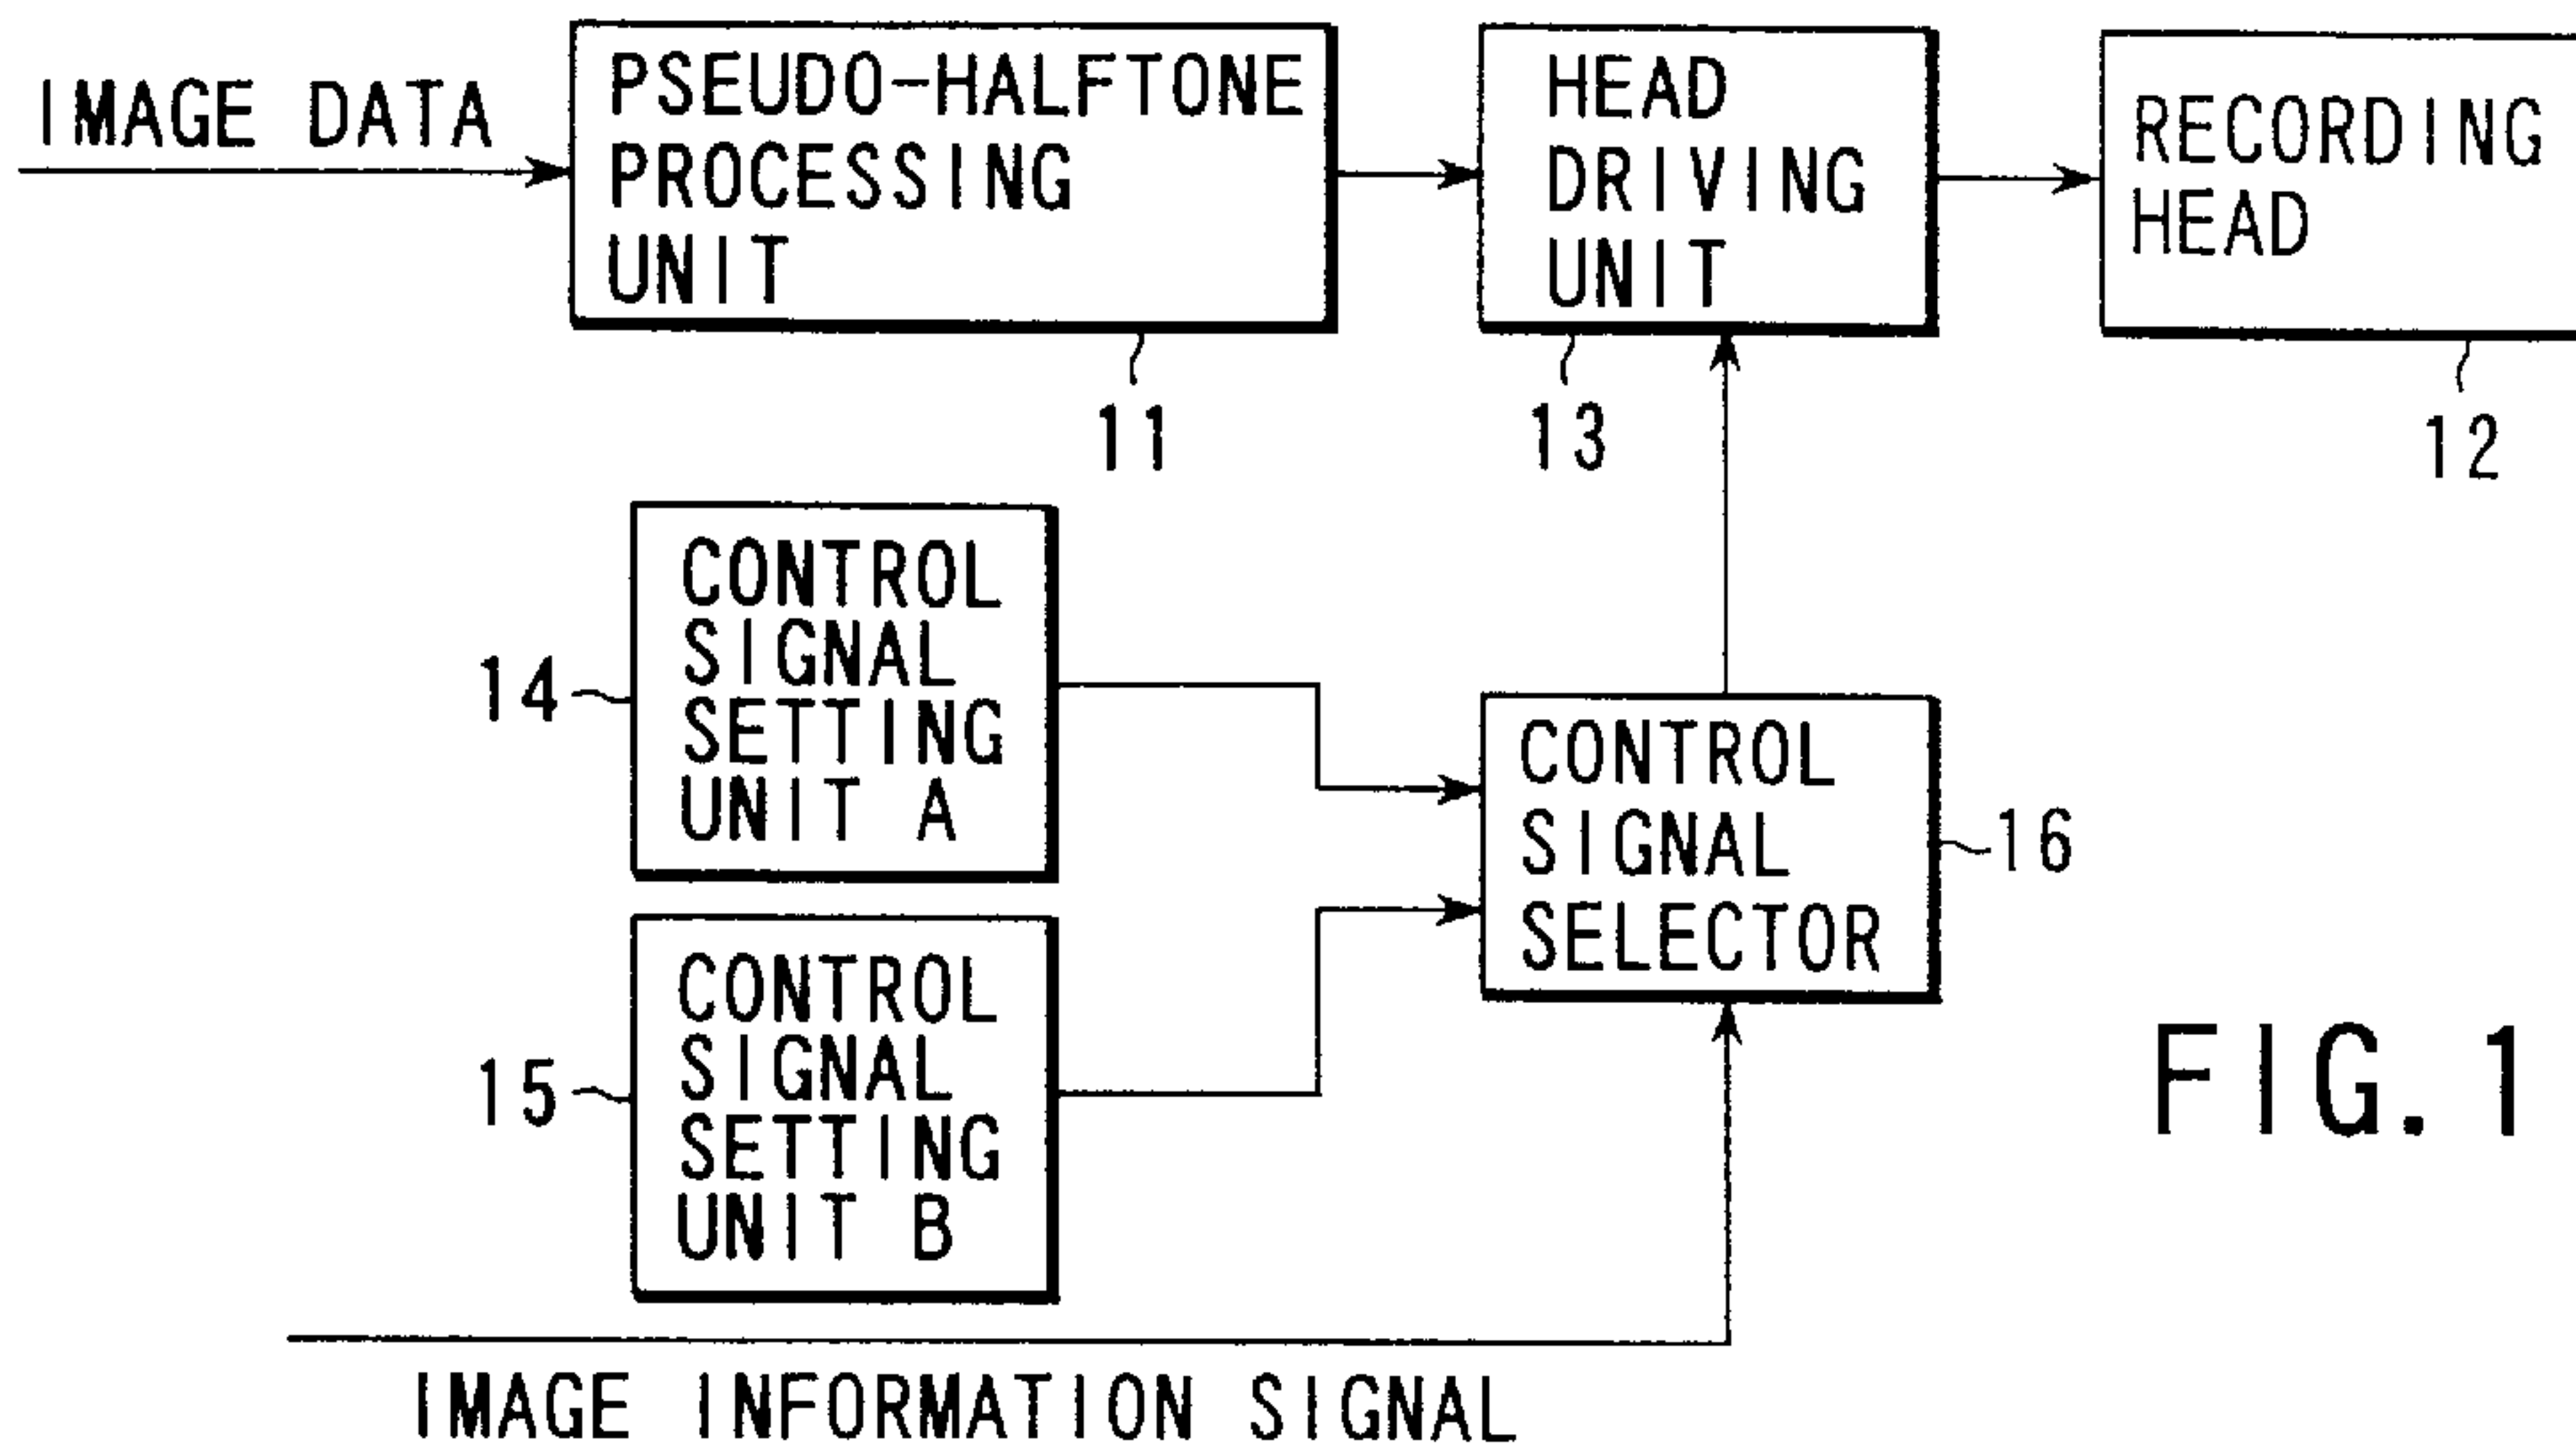 IMAGE DATA
PSEUDO-HALFTONE
PROCESSING
UNIT
11
HEAD
DRIVING
UNIT
13
RECORDING
HEAD
12
CONTROL
SIGNAL
SETTING
UNIT A
14
CONTROL
SIGNAL
SELECTOR
16
CONTROL
SIGNAL
SETTING
UNIT B
15
IMAGE INFORMATION SIGNAL
FIG. 1